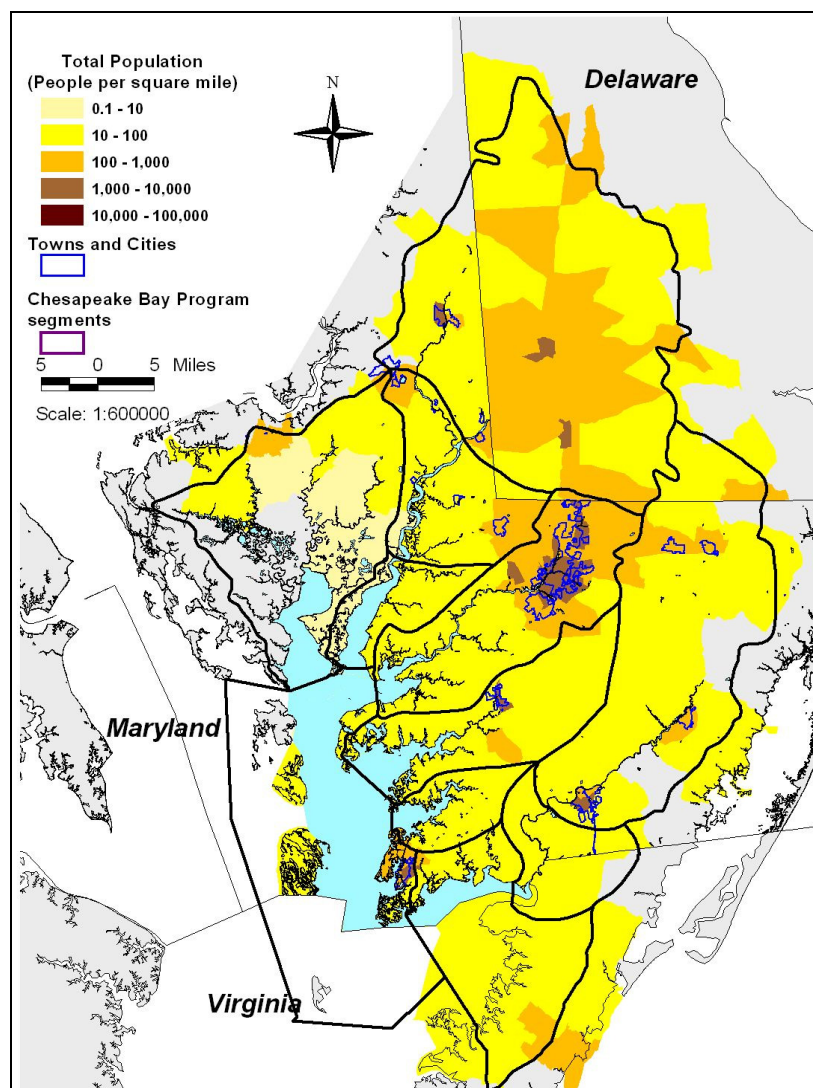 Total Population
(People per square mile)
0.1 - 10
10 - 100
100 - 1,000
1,000 - 10,000
10,000 - 100,000
Towns and Cities
Chesapeake Bay Program
segments
5 0 5 Miles
Scale: 1:600000
N
Delaware
Maryland
Virginia